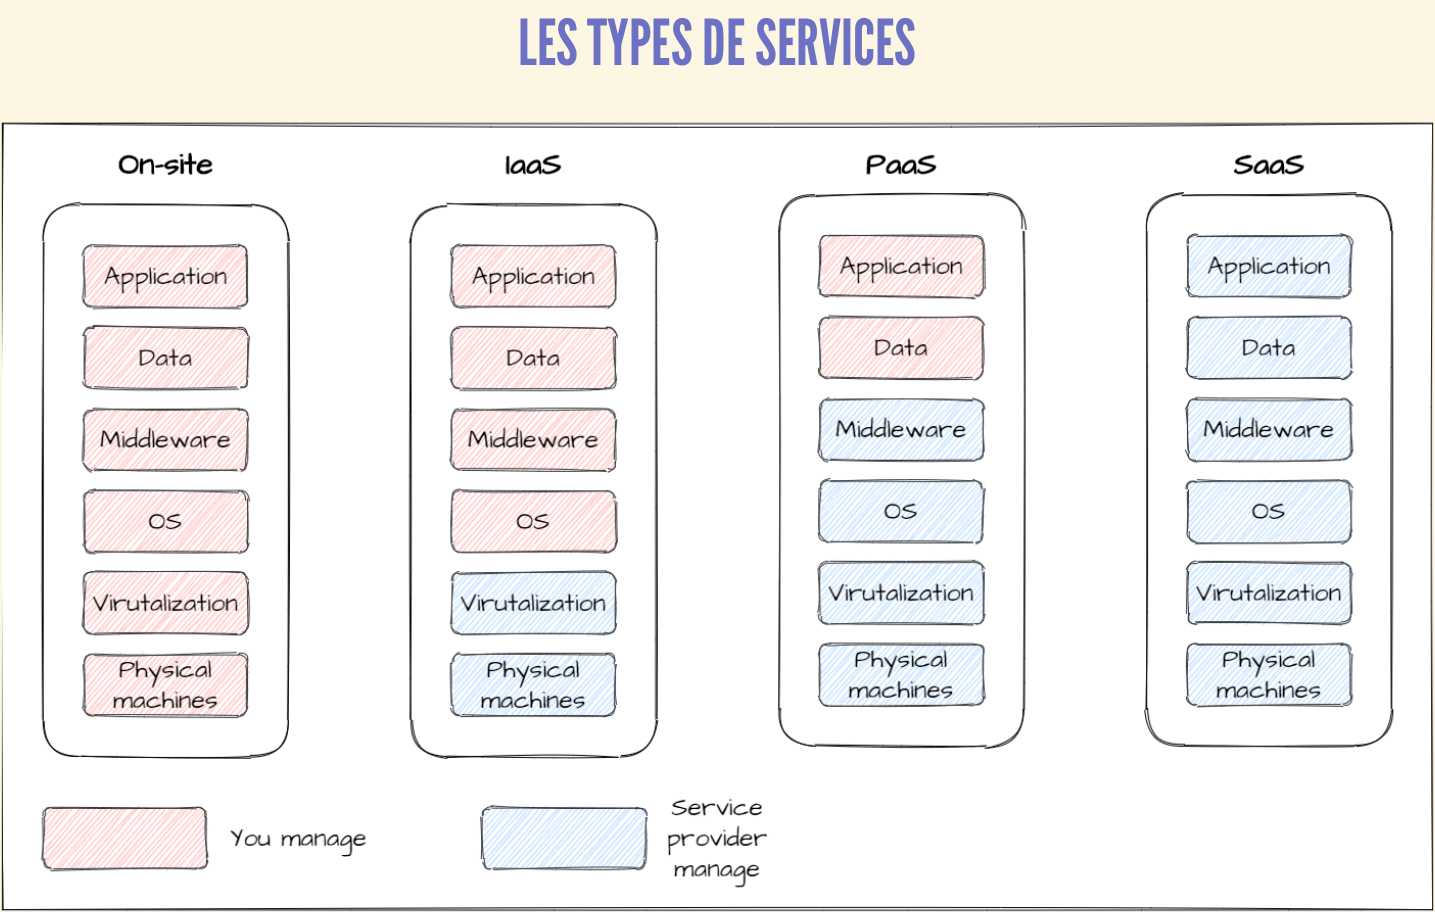 LES TYPES DE SERVICES
On-site
Application
Data
Middleware
OS
Virutalization
Physical
machines
IaaS
Application
Data
Middleware
OS
Virutalization
Physical
machines
PaaS
Application
Data
Middleware
OS
Virutalization
Physical
machines
SaaS
Application
Data
Middleware
OS
Virutalization
Physical
machines
You manage
Service
provider
manage